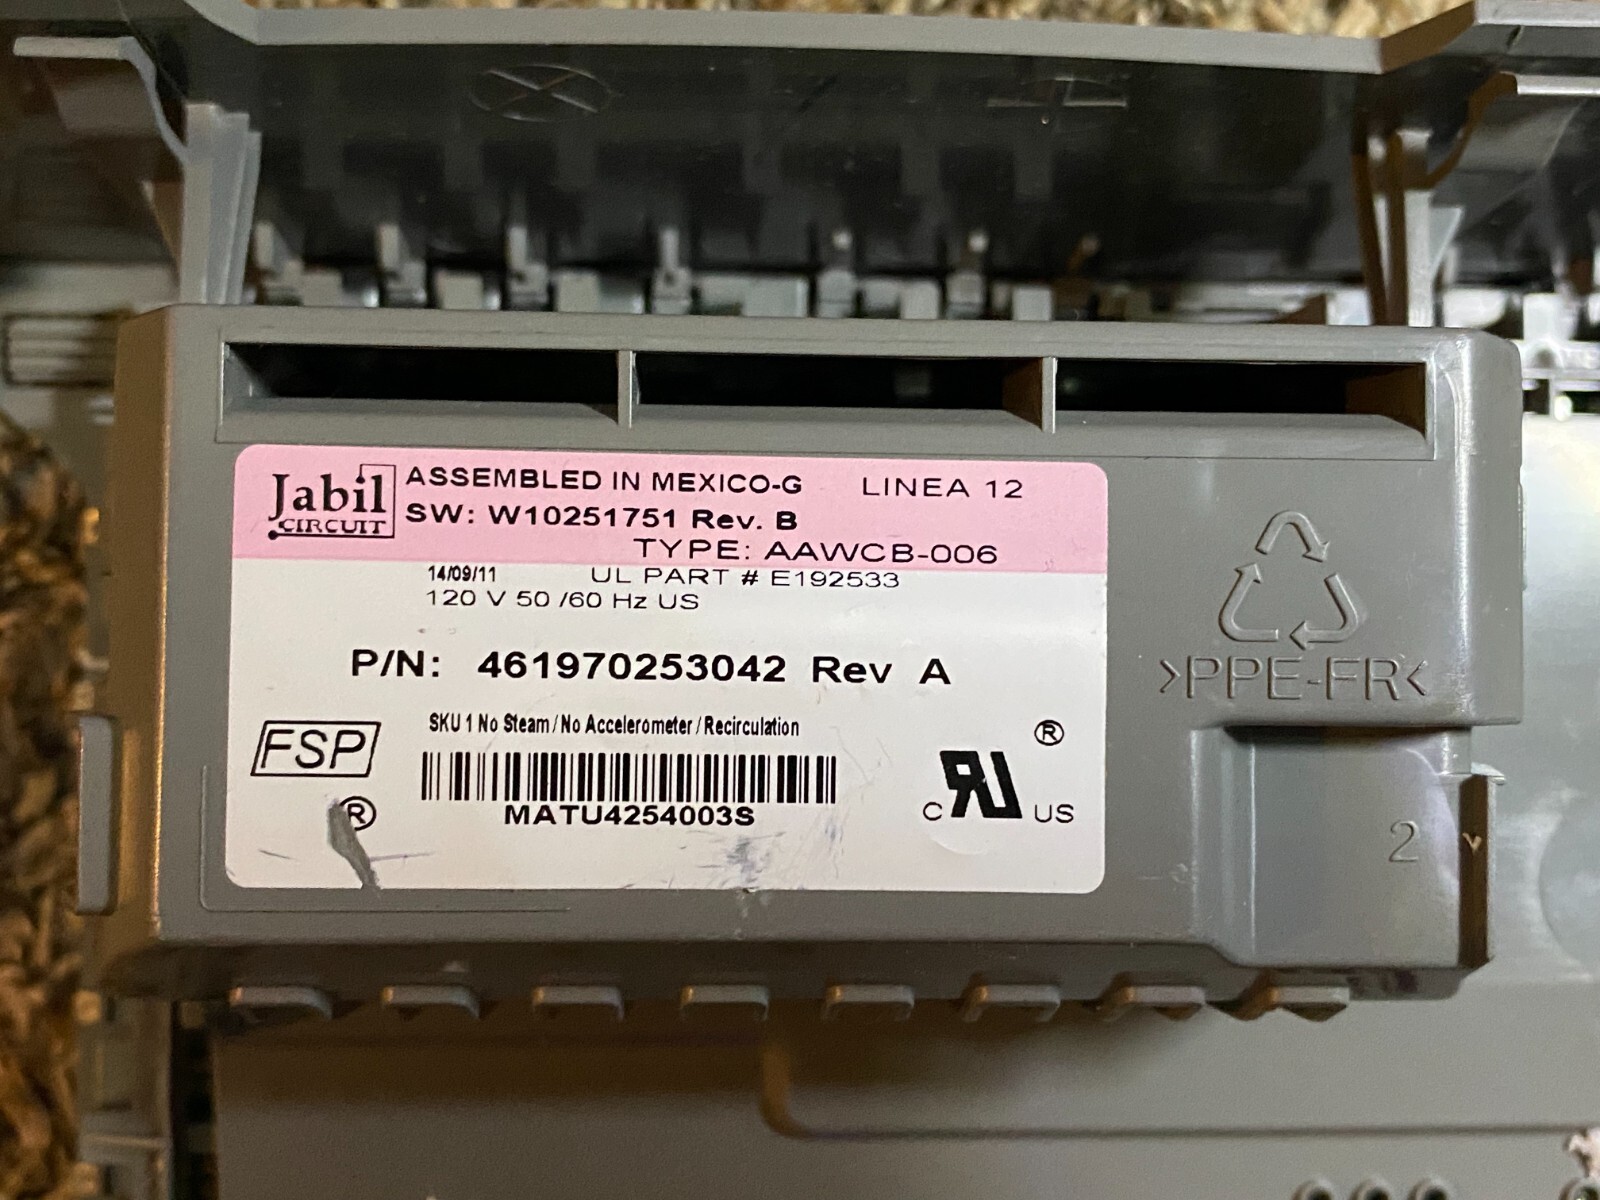 Jabil CIRCUIT
ASSEMBLED IN MEXICO-G LINEA 12
SW: W10251751 Rev. B
TYPE: AAWCB-006
14/09/11 UL PART # E192533
120 V 50 /60 Hz US
P/N: 461970253042 Rev A
SKU 1 No Steam / No Accelerometer / Recirculation
FSP ®
MATU4254003S
C RU US ®
>PPE-FR<
2